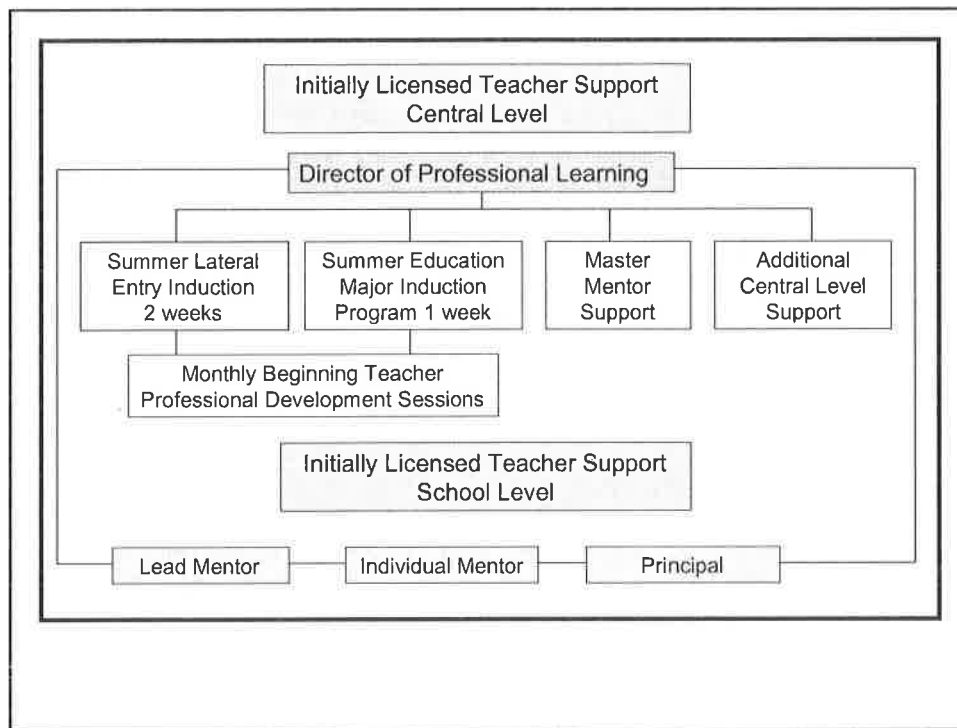 Initially Licensed Teacher Support
Central Level
Director of Professional Learning
Summer Lateral
Entry Induction
2 weeks
Summer Education
Major Induction
Program 1 week
Master
Mentor
Support
Additional
Central Level
Support
Monthly Beginning Teacher
Professional Development Sessions
Initially Licensed Teacher Support
School Level
Lead Mentor
Individual Mentor
Principal